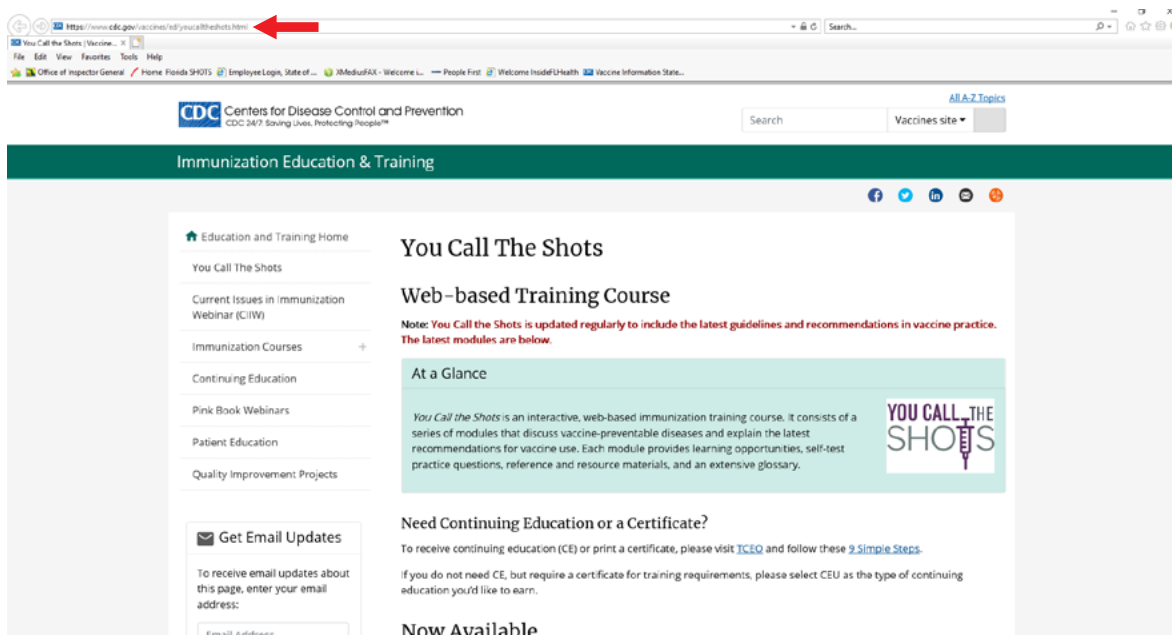 https://www.cdc.gov/vaccines/ed/youcalltheshots.html
Search...
You Call the Shots | Vaccine...
File Edit View Favorites Tools Help
Office of Inspector General Home Florida SHOTS Employee Login, State of ... XMediusFAX - Welcome i... People First Welcome InsideFLHealth Vaccine Information State...
All A-Z Topics
CDC Centers for Disease Control and Prevention
CDC 24/7: Saving Lives, Protecting People™
Search
Vaccines site
Immunization Education & Training
Education and Training Home
You Call The Shots
Current Issues in Immunization
Webinar (CIIW)
Immunization Courses +
Continuing Education
Pink Book Webinars
Patient Education
Quality Improvement Projects
Get Email Updates
To receive email updates about
this page, enter your email
address:
Email Address
You Call The Shots
Web-based Training Course
Note: You Call the Shots is updated regularly to include the latest guidelines and recommendations in vaccine practice.
The latest modules are below.
At a Glance
You Call the Shots is an interactive, web-based immunization training course. It consists of a
series of modules that discuss vaccine-preventable diseases and explain the latest
recommendations for vaccine use. Each module provides learning opportunities, self-test
practice questions, reference and resource materials, and an extensive glossary.
YOU CALL THE
SHOTS
Need Continuing Education or a Certificate?
To receive continuing education (CE) or print a certificate, please visit TCEO and follow these 9 Simple Steps.
If you do not need CE, but require a certificate for training requirements, please select CEU as the type of continuing
education you'd like to earn.
Now Available